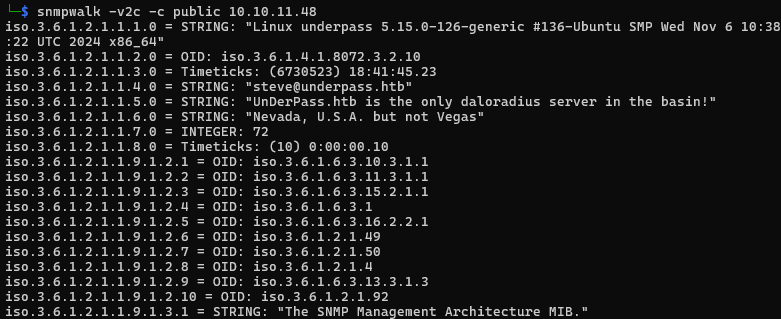 └─$ snmpwalk -v2c -c public 10.10.11.48
iso.3.6.1.2.1.1.1.0 = STRING: "Linux underpass 5.15.0-126-generic #136-Ubuntu SMP Wed Nov 6 10:38
:22 UTC 2024 x86_64"
iso.3.6.1.2.1.1.2.0 = OID: iso.3.6.1.4.1.8072.3.2.10
iso.3.6.1.2.1.1.3.0 = Timeticks: (6730523) 18:41:45.23
iso.3.6.1.2.1.1.4.0 = STRING: "steve@underpass.htb"
iso.3.6.1.2.1.1.5.0 = STRING: "UnDerPass.htb is the only daloradius server in the basin!"
iso.3.6.1.2.1.1.6.0 = STRING: "Nevada, U.S.A. but not Vegas"
iso.3.6.1.2.1.1.7.0 = INTEGER: 72
iso.3.6.1.2.1.1.8.0 = Timeticks: (10) 0:00:00.10
iso.3.6.1.2.1.1.9.1.2.1 = OID: iso.3.6.1.6.3.10.3.1.1
iso.3.6.1.2.1.1.9.1.2.2 = OID: iso.3.6.1.6.3.11.3.1.1
iso.3.6.1.2.1.1.9.1.2.3 = OID: iso.3.6.1.6.3.15.2.1.1
iso.3.6.1.2.1.1.9.1.2.4 = OID: iso.3.6.1.6.3.1
iso.3.6.1.2.1.1.9.1.2.5 = OID: iso.3.6.1.6.3.16.2.2.1
iso.3.6.1.2.1.1.9.1.2.6 = OID: iso.3.6.1.2.1.49
iso.3.6.1.2.1.1.9.1.2.7 = OID: iso.3.6.1.2.1.50
iso.3.6.1.2.1.1.9.1.2.8 = OID: iso.3.6.1.2.1.4
iso.3.6.1.2.1.1.9.1.2.9 = OID: iso.3.6.1.6.3.13.3.1.3
iso.3.6.1.2.1.1.9.1.2.10 = OID: iso.3.6.1.2.1.92
iso.3.6.1.2.1.1.9.1.3.1 = STRING: "The SNMP Management Architecture MIB."